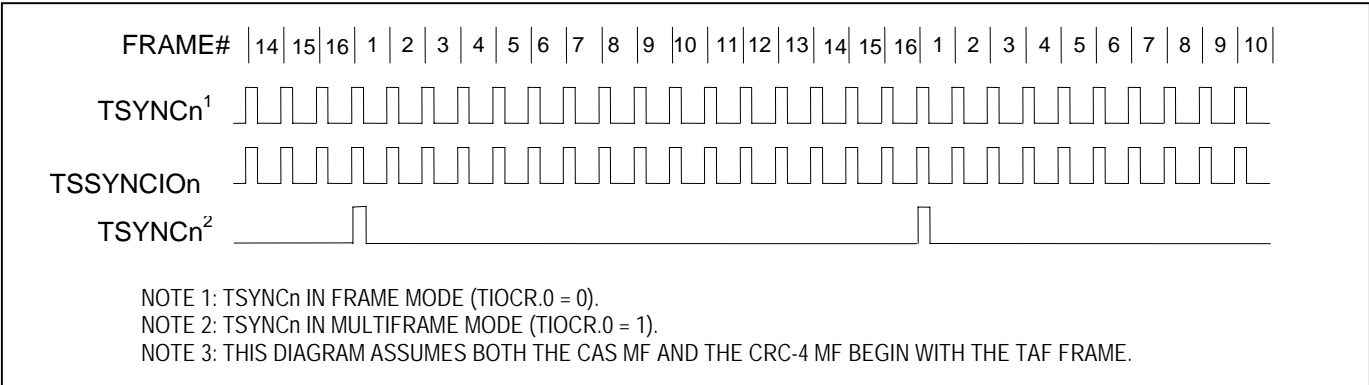 FRAME# 14 15 16 1 2 3 4 5 6 7 8 9 10 11 12 13 14 15 16 1 2 3 4 5 6 7 8 9 10
TSYNCn¹
TSSYNCIOn
TSYNCn²
NOTE 1: TSYNCn IN FRAME MODE (TIOCR.0 = 0).
NOTE 2: TSYNCn IN MULTIFRAME MODE (TIOCR.0 = 1).
NOTE 3: THIS DIAGRAM ASSUMES BOTH THE CAS MF AND THE CRC-4 MF BEGIN WITH THE TAF FRAME.